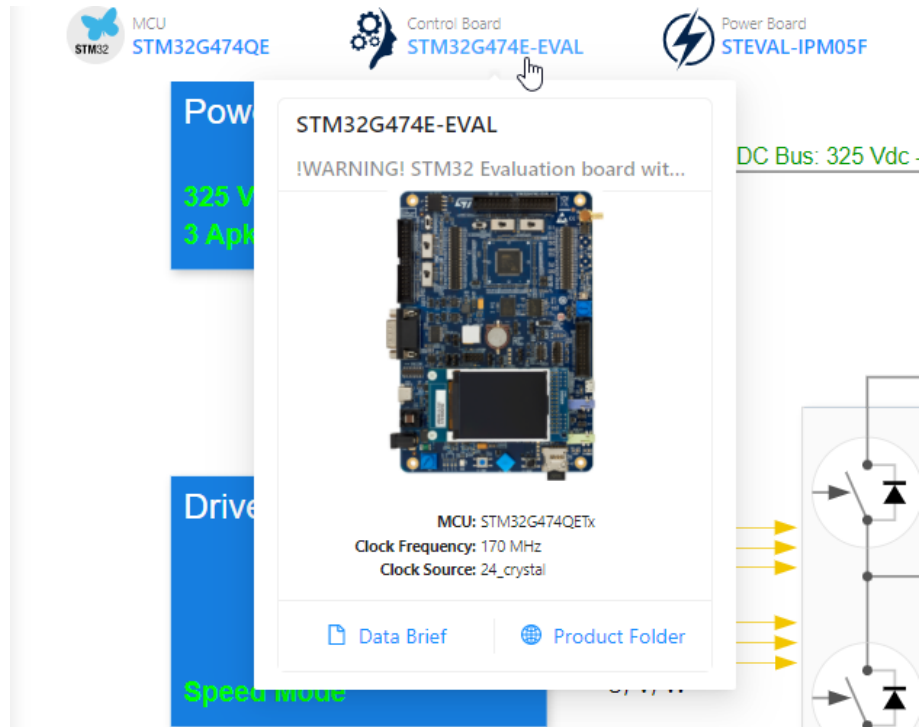 MCU
STM32G474QE
Control Board
STM32G474E-EVAL
Power Board
STEVAL-IPM05F
STM32
Pow
325 V
3 Apk
STM32G474E-EVAL
!WARNING! STM32 Evaluation board wit...
DC Bus: 325 Vdc -
MCU: STM32G474QETx
Clock Frequency: 170 MHz
Clock Source: 24_crystal
Drive
Data Brief
Product Folder
Speed Mode